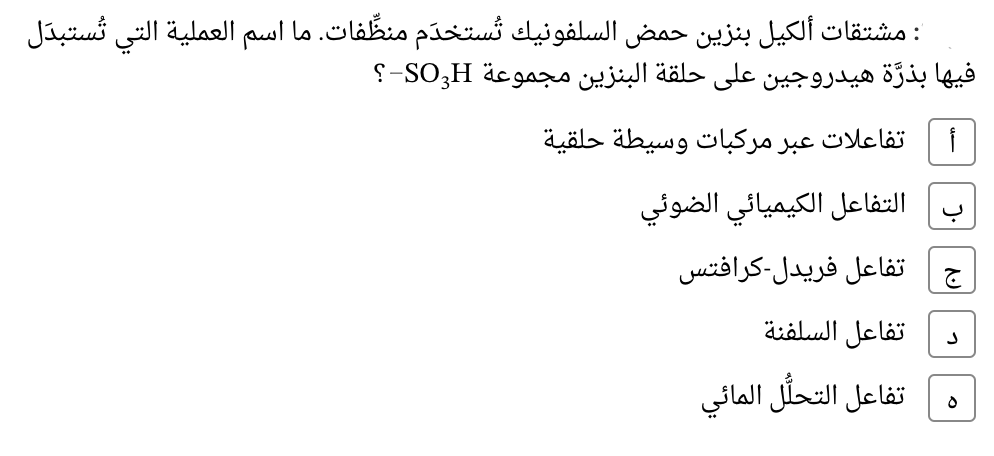 : مشتقات ألكيل بنزين حمض السلفونيك تُستخدَم منظِّفات. ما اسم العملية التي تُستبدَل
فيها بذرَّة هيدروجين على حلقة البنزين مجموعة –SO₃H؟
أ تفاعلات عبر مركبات وسيطة حلقية
ب التفاعل الكيميائي الضوئي
ج تفاعل فريدل-كرافتس
د تفاعل السلفنة
ه تفاعل التحلُّل المائي